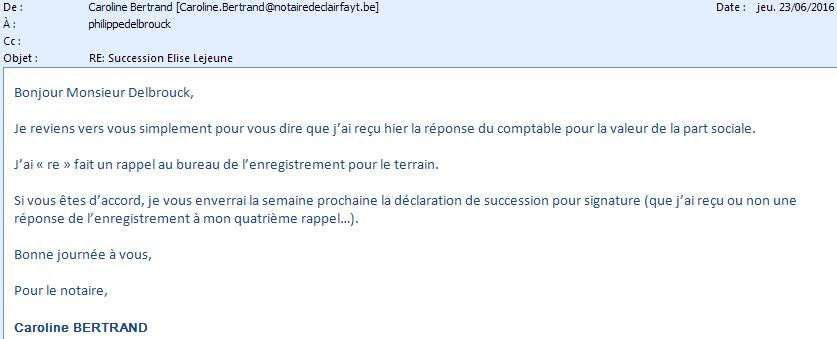 De : Caroline Bertrand [Caroline.Bertrand@notairedeclairfayt.be] Date : jeu. 23/06/2016
À : philippedelbrouck
Cc :
Objet : RE: Succession Elise Lejeune
Bonjour Monsieur Delbrouck,
Je reviens vers vous simplement pour vous dire que j’ai reçu hier la réponse du comptable pour la valeur de la part sociale.
J’ai « re » fait un rappel au bureau de l’enregistrement pour le terrain.
Si vous êtes d’accord, je vous enverrai la semaine prochaine la déclaration de succession pour signature (que j’ai reçu ou non une
réponse de l’enregistrement à mon quatrième rappel…).
Bonne journée à vous,
Pour le notaire,
Caroline BERTRAND